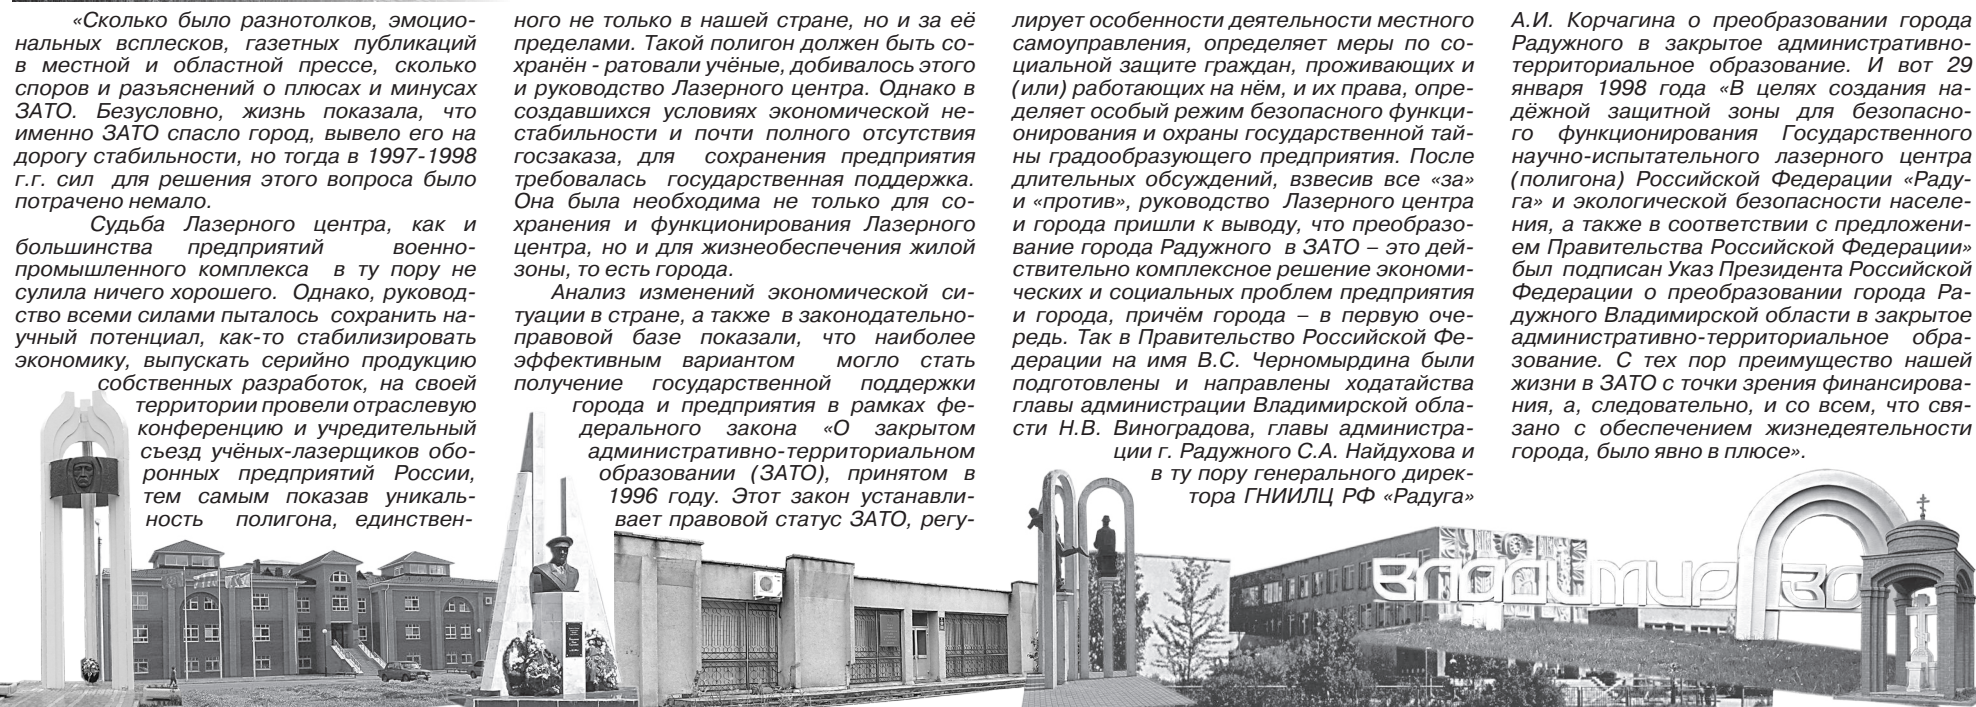 «Сколько было разнотолков, эмоцио-
нальных всплесков, газетных публикаций
в местной и областной прессе, сколько
споров и разъяснений о плюсах и минусах
ЗАТО. Безусловно, жизнь показала, что
именно ЗАТО спасло город, вывело его на
дорогу стабильности, но тогда в 1997-1998
г.г. сил для решения этого вопроса было
потрачено немало.
Судьба Лазерного центра, как и
большинства предприятий военно-
промышленного комплекса в ту пору не
сулила ничего хорошего. Однако, руковод-
ство всеми силами пыталось сохранить на-
учный потенциал, как-то стабилизировать
экономику, выпускать серийно продукцию
собственных разработок, на своей
территории провели отраслевую
конференцию и учредительный
съезд учёных-лазерщиков обо-
ронных предприятий России,
тем самым показав уникаль-
ность полигона, единствен-
ного не только в нашей стране, но и за её
пределами. Такой полигон должен быть со-
хранён - ратовали учёные, добивалось этого
и руководство Лазерного центра. Однако в
создавшихся условиях экономической не-
стабильности и почти полного отсутствия
госзаказа, для сохранения предприятия
требовалась государственная поддержка.
Она была необходима не только для со-
хранения и функционирования Лазерного
центра, но и для жизнеобеспечения жилой
зоны, то есть города.
Анализ изменений экономической си-
туации в стране, а также в законодательно-
правовой базе показали, что наиболее
эффективным вариантом могло стать
получение государственной поддержки
города и предприятия в рамках фе-
дерального закона «О закрытом
административно-территориальном
образовании (ЗАТО), принятом в
1996 году. Этот закон устанавли-
вает правовой статус ЗАТО, регу-
лирует особенности деятельности местного
самоуправления, определяет меры по со-
циальной защите граждан, проживающих и
(или) работающих на нём, и их права, опре-
деляет особый режим безопасного функци-
онирования и охраны государственной тай-
ны градообразующего предприятия. После
длительных обсуждений, взвесив все «за»
и «против», руководство Лазерного центра
и города пришли к выводу, что преобразо-
вание города Радужного в ЗАТО – это дей-
ствительно комплексное решение экономи-
ческих и социальных проблем предприятия
и города, причём города – в первую оче-
редь. Так в Правительство Российской Фе-
дерации на имя В.С. Черномырдина были
подготовлены и направлены ходатайства
главы администрации Владимирской обла-
сти Н.В. Виноградова, главы администра-
ции г. Радужного С.А. Найдухова и
в ту пору генерального дирек-
тора ГНИИЛЦ РФ «Радуга»
А.И. Корчагина о преобразовании города
Радужного в закрытое административно-
территориальное образование. И вот 29
января 1998 года «В целях создания на-
дёжной защитной зоны для безопасно-
го функционирования Государственного
научно-испытательного лазерного центра
(полигона) Российской Федерации «Раду-
га» и экологической безопасности населе-
ния, а также в соответствии с предложени-
ем Правительства Российской Федерации»
был подписан Указ Президента Российской
Федерации о преобразовании города Ра-
дужного Владимирской области в закрытое
административно-территориальное обра-
зование. С тех пор преимущество нашей
жизни в ЗАТО с точки зрения финансирова-
ния, а, следовательно, и со всем, что свя-
зано с обеспечением жизнедеятельности
города, было явно в плюсе».
ВЛАДИМИР 30